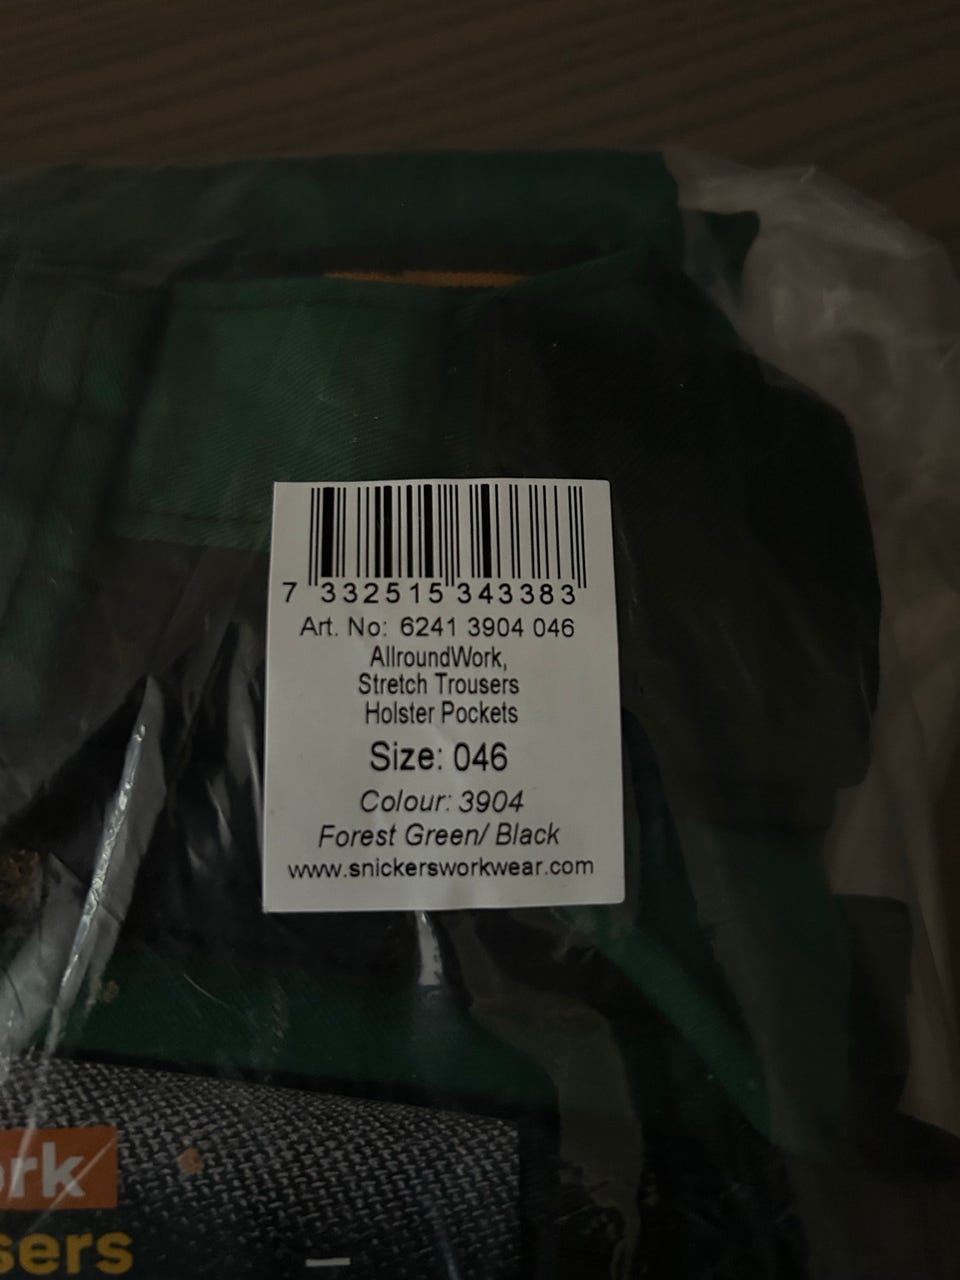 7 332515 343383
Art. No: 6241 3904 046
AllroundWork,
Stretch Trousers
Holster Pockets
Size: 046
Colour: 3904
Forest Green/ Black
www.snickersworkwear.com
ork
sers